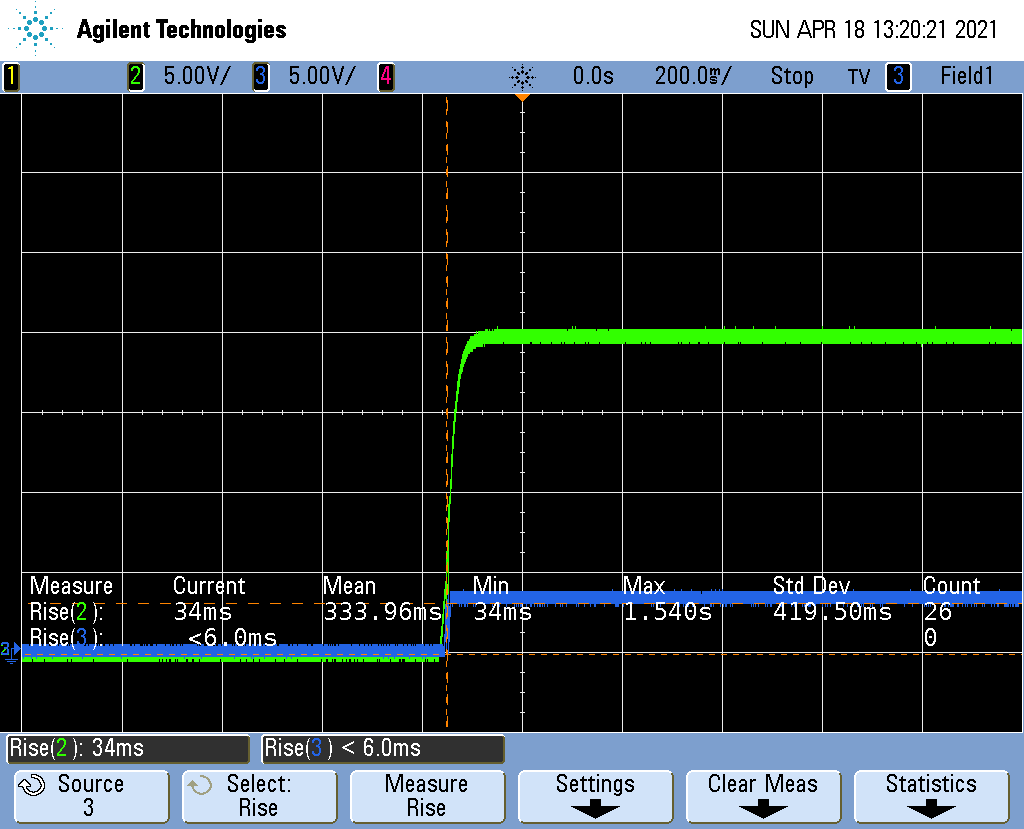 Agilent Technologies SUN APR 18 13:20:21 2021
1 2 5.00V/ 3 5.00V/ 4 0.0s 200.0ms/ Stop TV 3 Field1
Measure Current Mean Min Max Std Dev Count
Rise(2): 34ms 333.96ms 34ms 1.540s 419.50ms 26
Rise(3): <6.0ms 0
2
Rise(2): 34ms Rise(3) < 6.0ms
Source Select: Measure Settings Clear Meas Statistics
3 Rise Rise